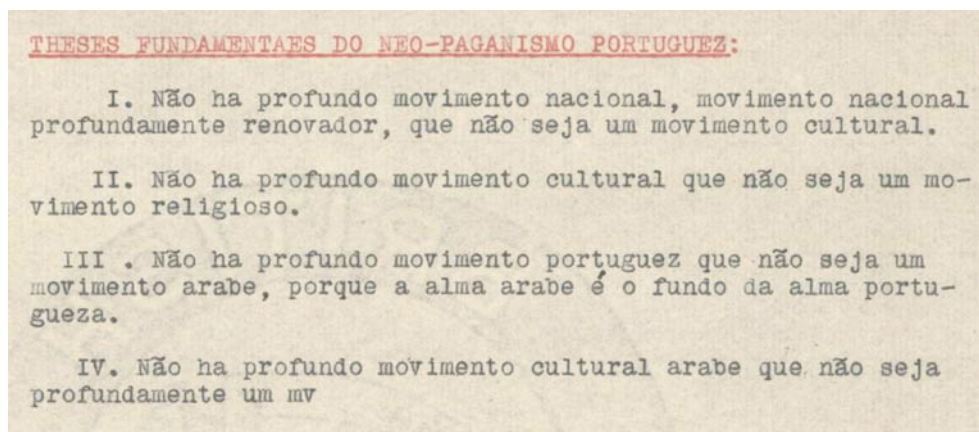 THESES FUNDAMENTAES DO NEO-PAGANISMO PORTUGUEZ:
I. Não ha profundo movimento nacional, movimento nacional
profundamente renovador, que não seja um movimento cultural.
II. Não ha profundo movimento cultural que não seja um mo-
vimento religioso.
III . Não ha profundo movimento portuguez que não seja um
movimento arabe, porque a alma arabe é o fundo da alma portu-
gueza.
IV. Não ha profundo movimento cultural arabe que não seja
profundamente um mv